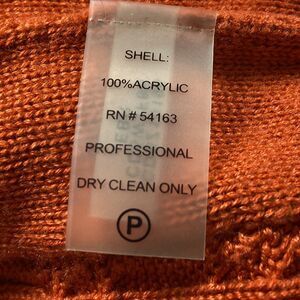 SHELL:
100%ACRYLIC
RN # 54163
PROFESSIONAL
DRY CLEAN ONLY
P